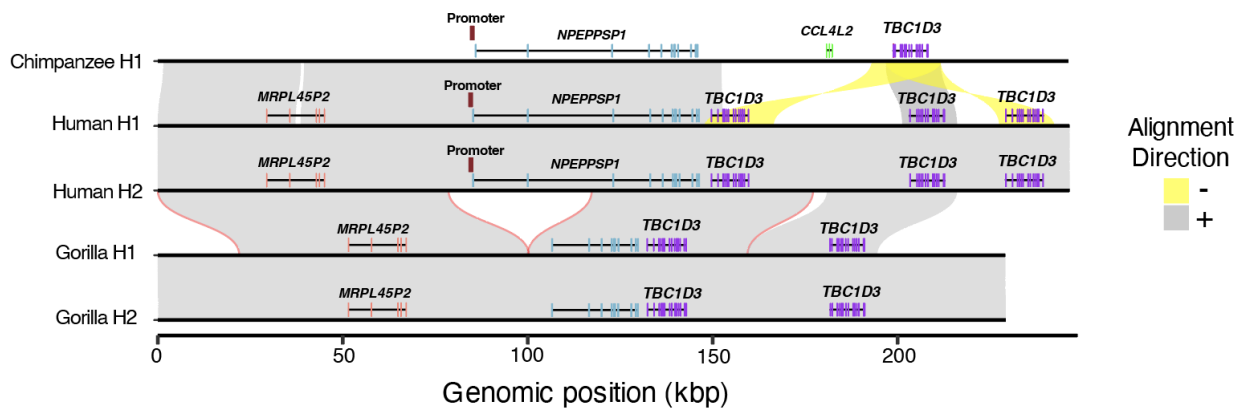 Promoter
NPEPPSP1
CCL4L2
TBC1D3
Chimpanzee H1
MRPL45P2
Promoter
NPEPPSP1
TBC1D3
TBC1D3
TBC1D3
Human H1
MRPL45P2
Promoter
NPEPPSP1
TBC1D3
TBC1D3
TBC1D3
Human H2
MRPL45P2
TBC1D3
TBC1D3
Gorilla H1
MRPL45P2
TBC1D3
TBC1D3
Gorilla H2
0 50 100 150 200
Genomic position (kbp)
Alignment
Direction
-
+